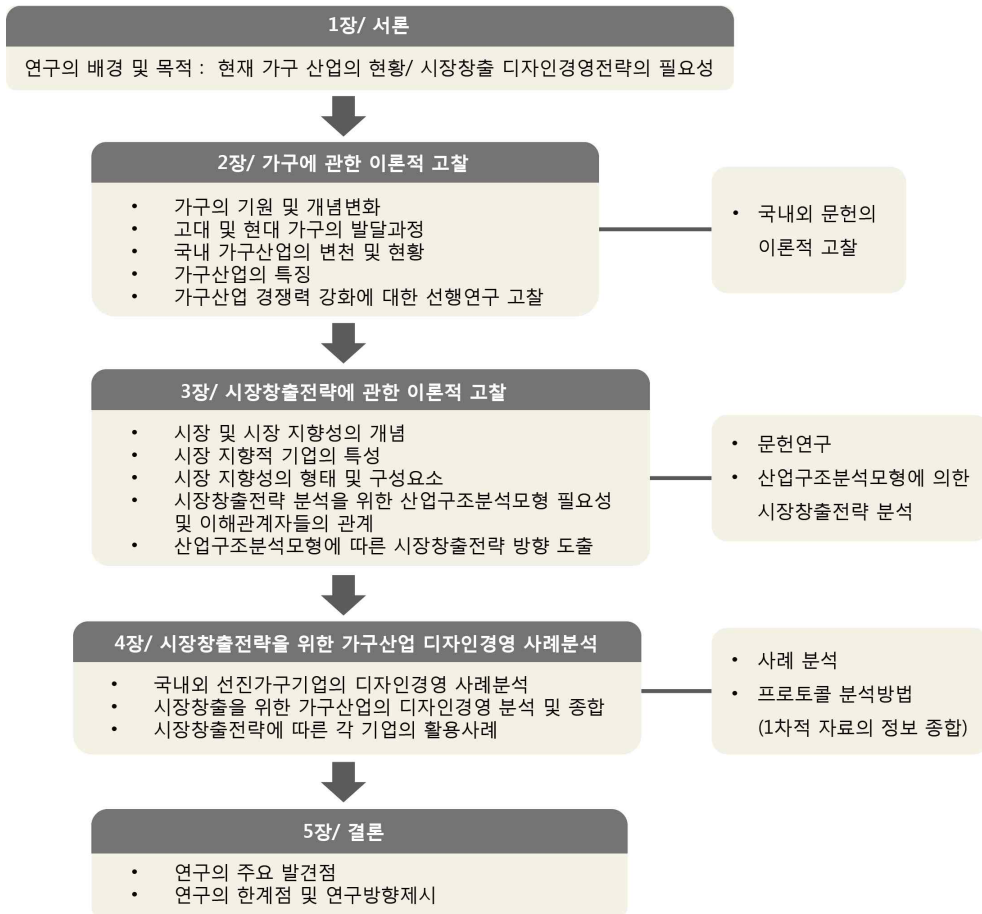 1장/ 서론
연구의 배경 및 목적 : 현재 가구 산업의 현황/ 시장창출 디자인경영전략의 필요성
2장/ 가구에 관한 이론적 고찰
• 가구의 기원 및 개념변화
• 고대 및 현대 가구의 발달과정
• 국내 가구산업의 변천 및 현황
• 가구산업의 특징
• 가구산업 경쟁력 강화에 대한 선행연구 고찰
• 국내외 문헌의
이론적 고찰
3장/ 시장창출전략에 관한 이론적 고찰
• 시장 및 시장 지향성의 개념
• 시장 지향적 기업의 특성
• 시장 지향성의 형태 및 구성요소
• 시장창출전략 분석을 위한 산업구조분석모형 필요성
및 이해관계자들의 관계
• 산업구조분석모형에 따른 시장창출전략 방향 도출
• 문헌연구
• 산업구조분석모형에 의한
시장창출전략 분석
4장/ 시장창출전략을 위한 가구산업 디자인경영 사례분석
• 국내외 선진가구기업의 디자인경영 사례분석
• 시장창출을 위한 가구산업의 디자인경영 분석 및 종합
• 시장창출전략에 따른 각 기업의 활용사례
• 사례 분석
• 프로토콜 분석방법
(1차적 자료의 정보 종합)
5장/ 결론
• 연구의 주요 발견점
• 연구의 한계점 및 연구방향제시